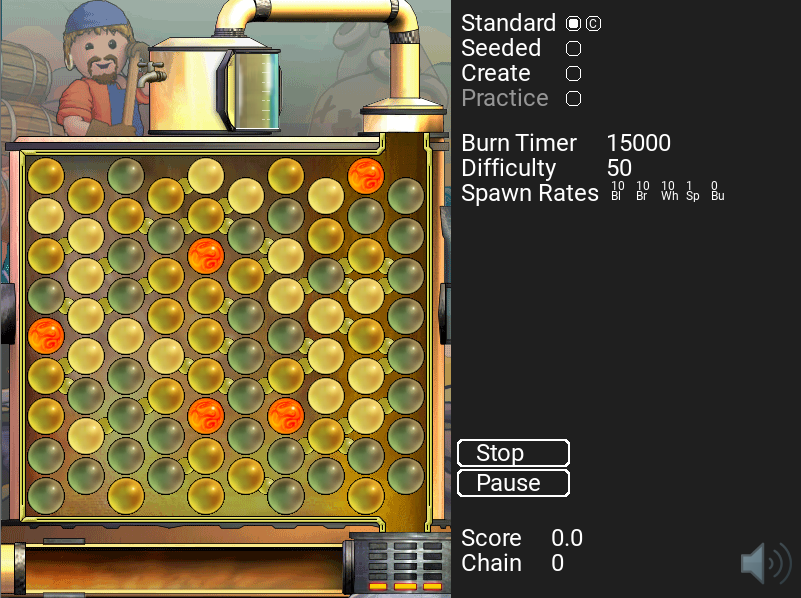 Standard ©
Seeded
Create
Practice
Burn Timer 15000
Difficulty 50
Spawn Rates 10 Bl 10 Br 10 Wh 1 Sp 0 Bu
Stop
Pause
Score 0.0
Chain 0